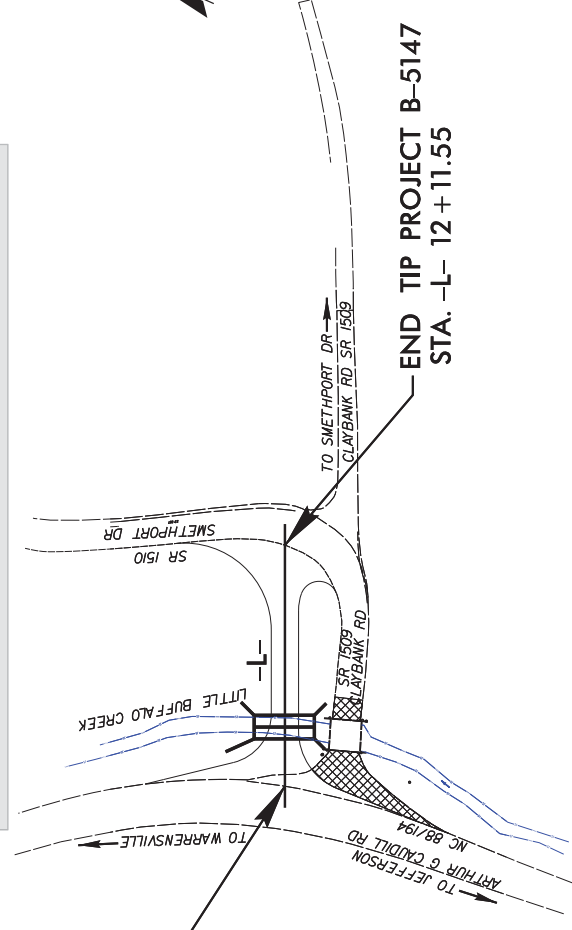 END TIP PROJECT B–5147
STA. –L– 12+11.55
TO SMETHPORT DR
CLAYBANK RD SR 1509
SMETHPORT DR
SR 1510
–L–
SR 1509
CLAYBANK RD
LITTLE BUFFALO CREEK
TO WARRENSVILLE
NC 88/194
ARTHUR G CAUDILL RD
TO JEFFERSON